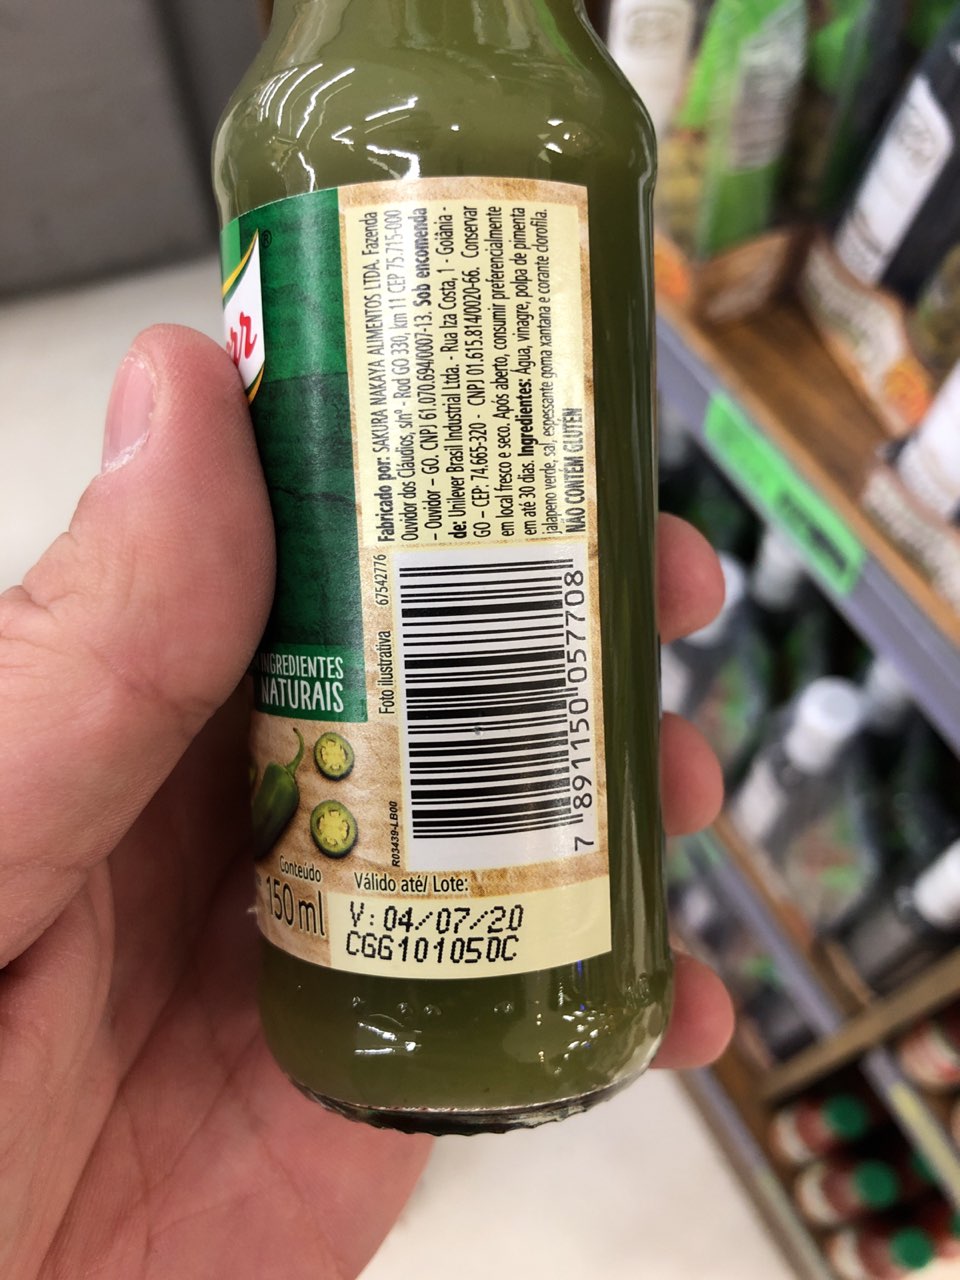 Fabricado por: SAKURA NAKAYA ALIMENTOS LTDA. Fazenda
Ouvidor dos Cláudios, s/nº - Rod GO 330, km 11 CEP 75.715-000
– Ouvidor – GO. CNPJ 61.070.694/0007-13. Sob encomenda
de: Unilever Brasil Industrial Ltda. - Rua Iza Costa, 1 - Goiânia -
GO – CEP: 74.665-320 - CNPJ 01.615.814/0020-66. Conservar
em local fresco e seco. Após aberto, consumir preferencialmente
em até 30 dias. Ingredientes: Água, vinagre, polpa de pimenta
jalapeno verde, sal, espessante goma xantana e corante clorofila.
NÃO CONTÉM GLÚTEN
Foto ilustrativa 67542776
7 891150 057708
R03439-LB00
INGREDIENTES
NATURAIS
Conteúdo
150 ml
Válido até/ Lote:
V: 04/07/20
CGG101050C